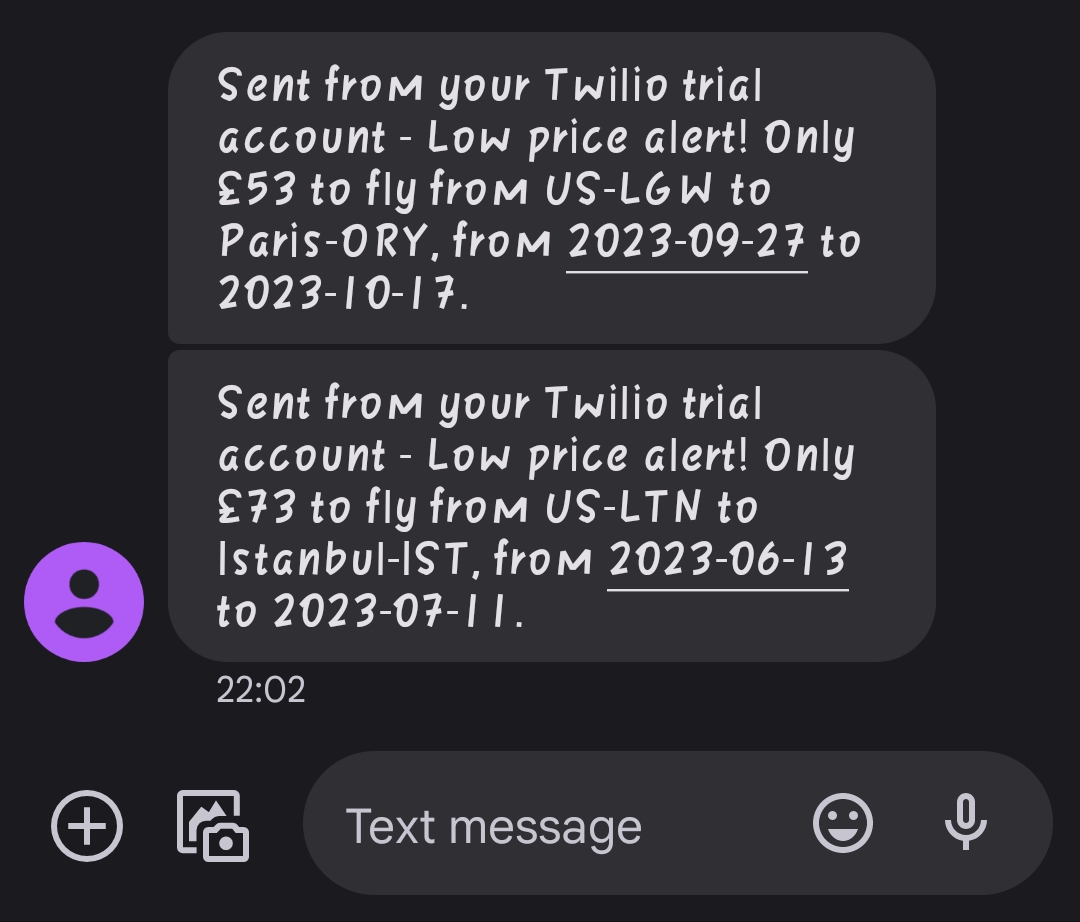 Sent from your Twilio trial
account - Low price alert! Only
£53 to fly from US-LGW to
Paris-ORY, from 2023-09-27 to
2023-10-17.
Sent from your Twilio trial
account - Low price alert! Only
£73 to fly from US-LTN to
Istanbul-IST, from 2023-06-13
to 2023-07-11.
22:02
Text message